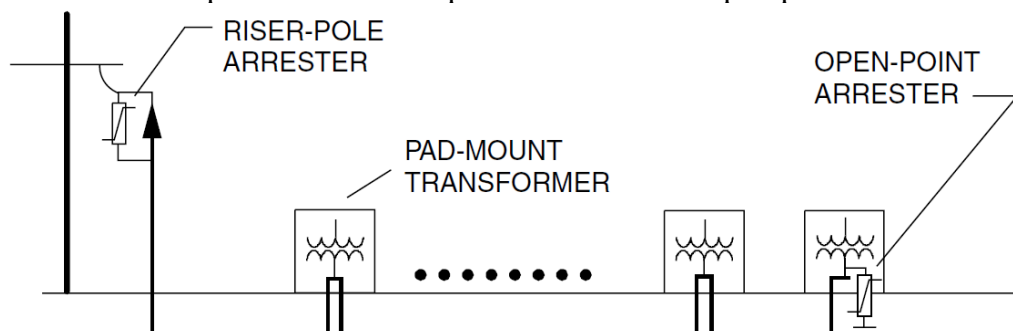 RISER-POLE
ARRESTER
OPEN-POINT
ARRESTER
PAD-MOUNT
TRANSFORMER